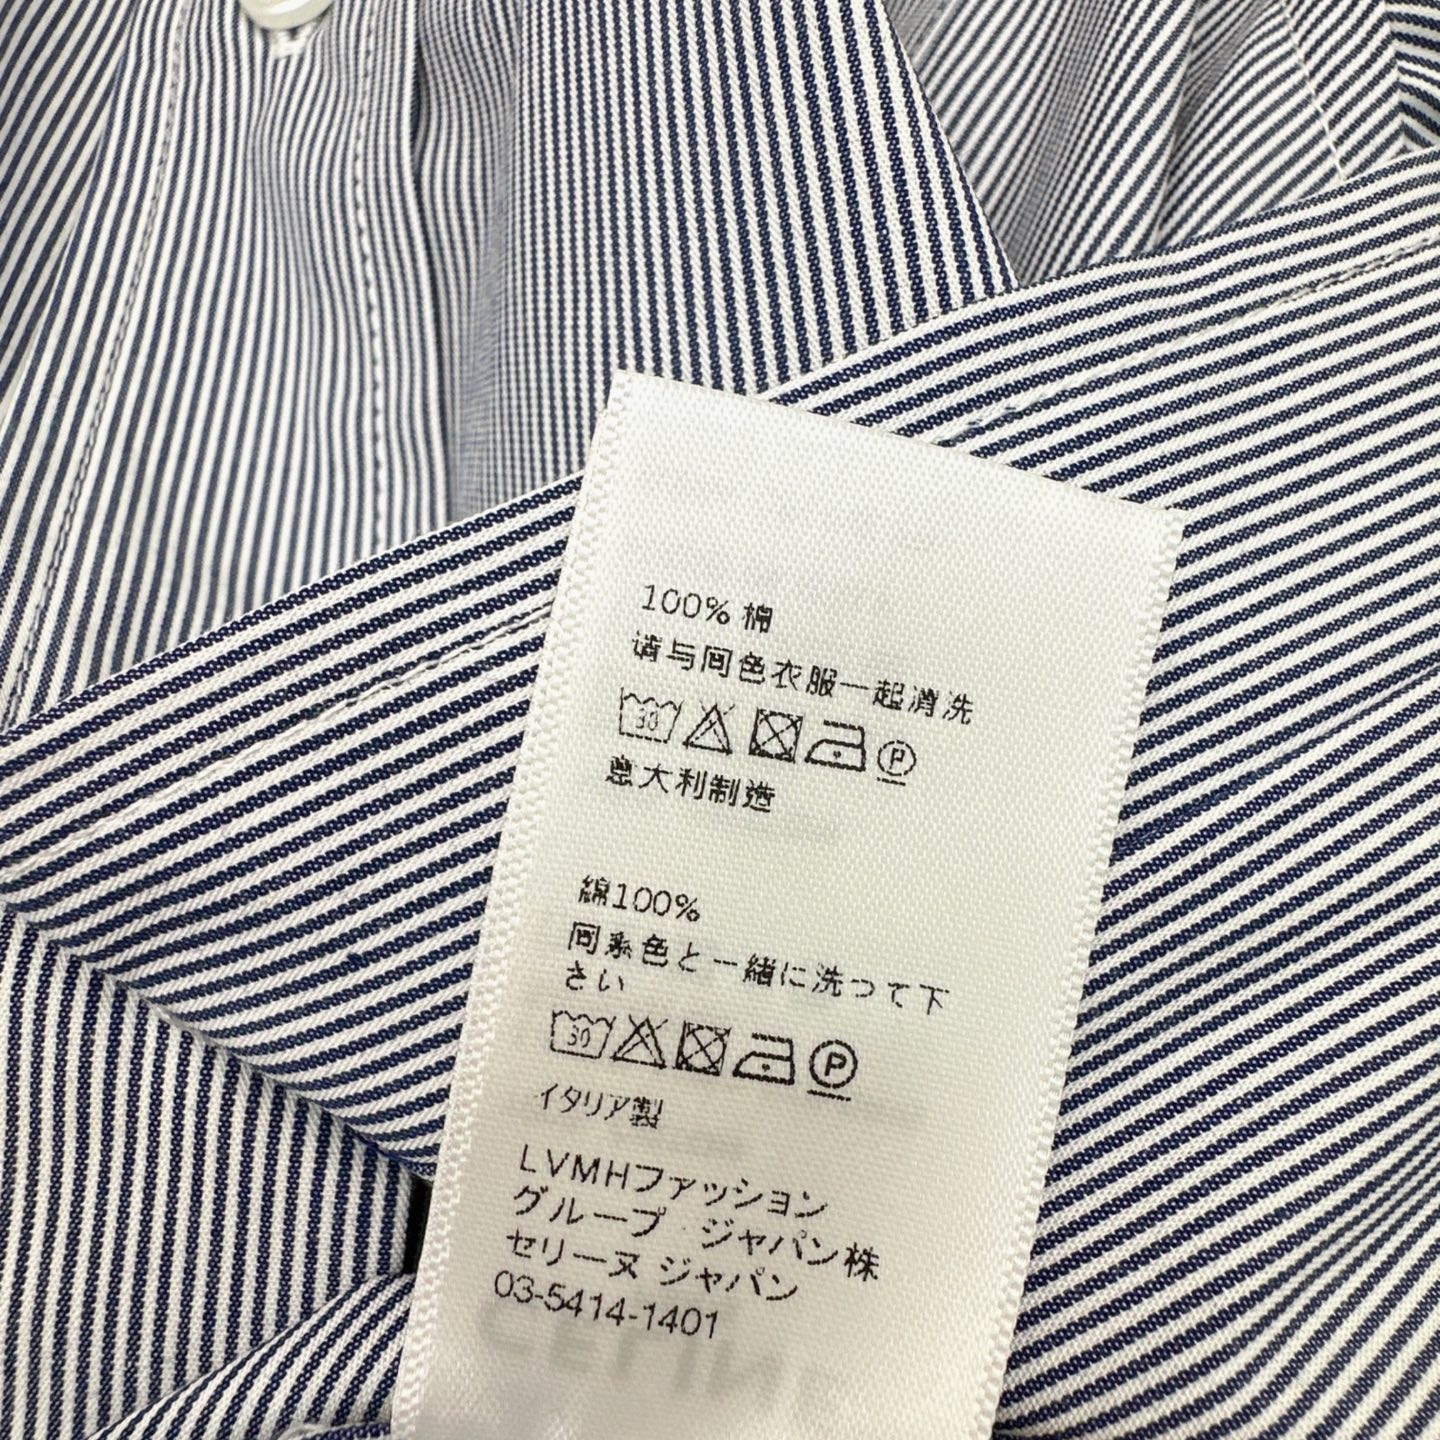 100% 棉
请与同色衣服一起清洗
30
P
意大利制造
綿100%
同系色と一緒に洗って下
さい
30
P
イタリア製
LVMHファッション
グループ・ジャパン株
セリーヌ ジャパン
03-5414-1401